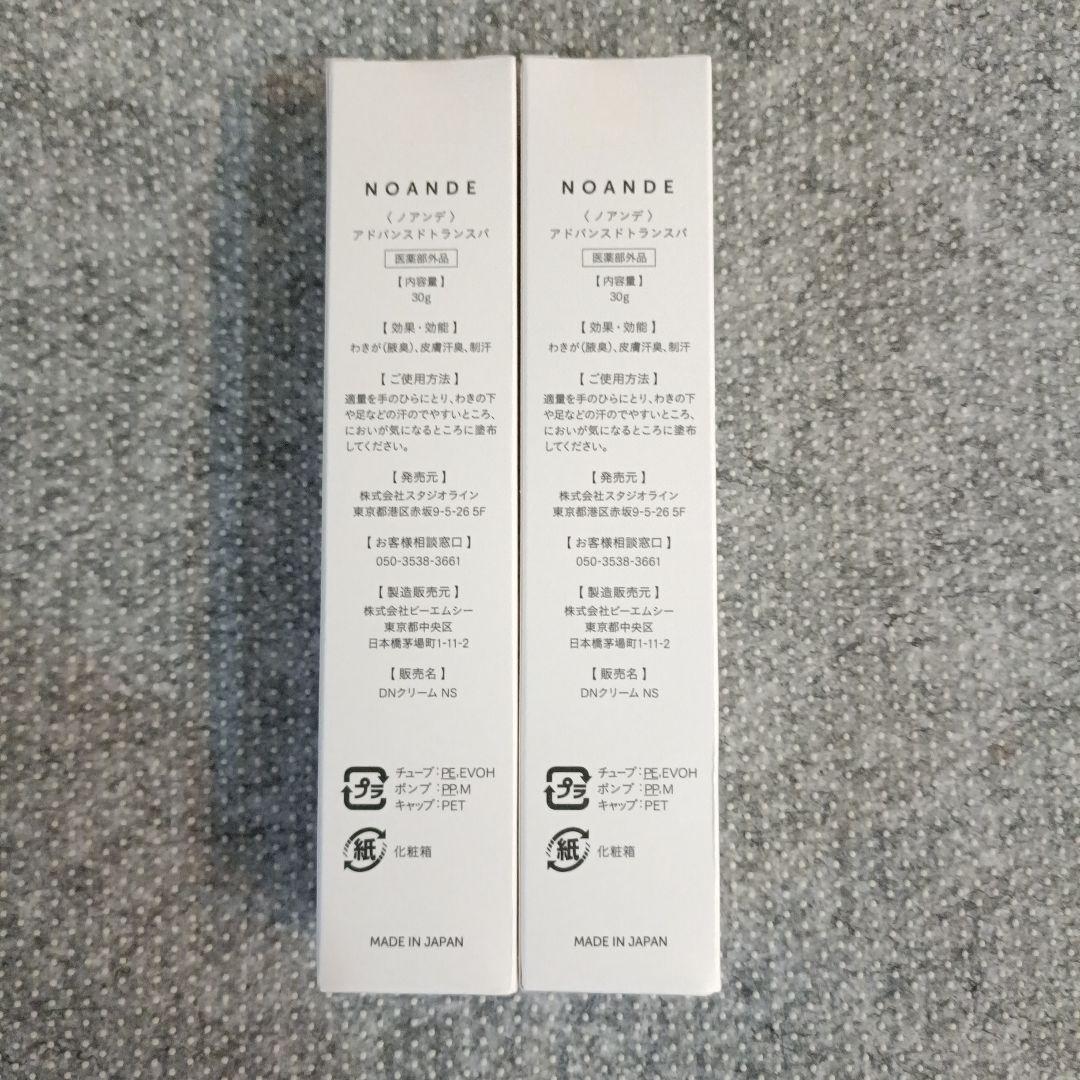 NOANDE
〈ノアンデ〉
アドバンスドトランスパ
医薬部外品
【内容量】
30g
【効果・効能】
わきが(腋臭)、皮膚汗臭、制汗
【ご使用方法】
適量を手のひらにとり、わきの下
や足などの汗のでやすいところ、
においが気になるところに塗布
してください。
【発売元】
株式会社スタジオライン
東京都港区赤坂9-5-26 5F
【お客様相談窓口】
050-3538-3661
【製造販売元】
株式会社ピーエムシー
東京都中央区
日本橋茅場町1-11-2
【販売名】
DNクリーム NS
プラ
チューブ:PE,EVOH
ポンプ:PP,M
キャップ:PET
紙
化粧箱
MADE IN JAPAN
NOANDE
〈ノアンデ〉
アドバンスドトランスパ
医薬部外品
【内容量】
30g
【効果・効能】
わきが(腋臭)、皮膚汗臭、制汗
【ご使用方法】
適量を手のひらにとり、わきの下
や足などの汗のでやすいところ、
においが気になるところに塗布
してください。
【発売元】
株式会社スタジオライン
東京都港区赤坂9-5-26 5F
【お客様相談窓口】
050-3538-3661
【製造販売元】
株式会社ピーエムシー
東京都中央区
日本橋茅場町1-11-2
【販売名】
DNクリーム NS
プラ
チューブ:PE,EVOH
ポンプ:PP,M
キャップ:PET
紙
化粧箱
MADE IN JAPAN